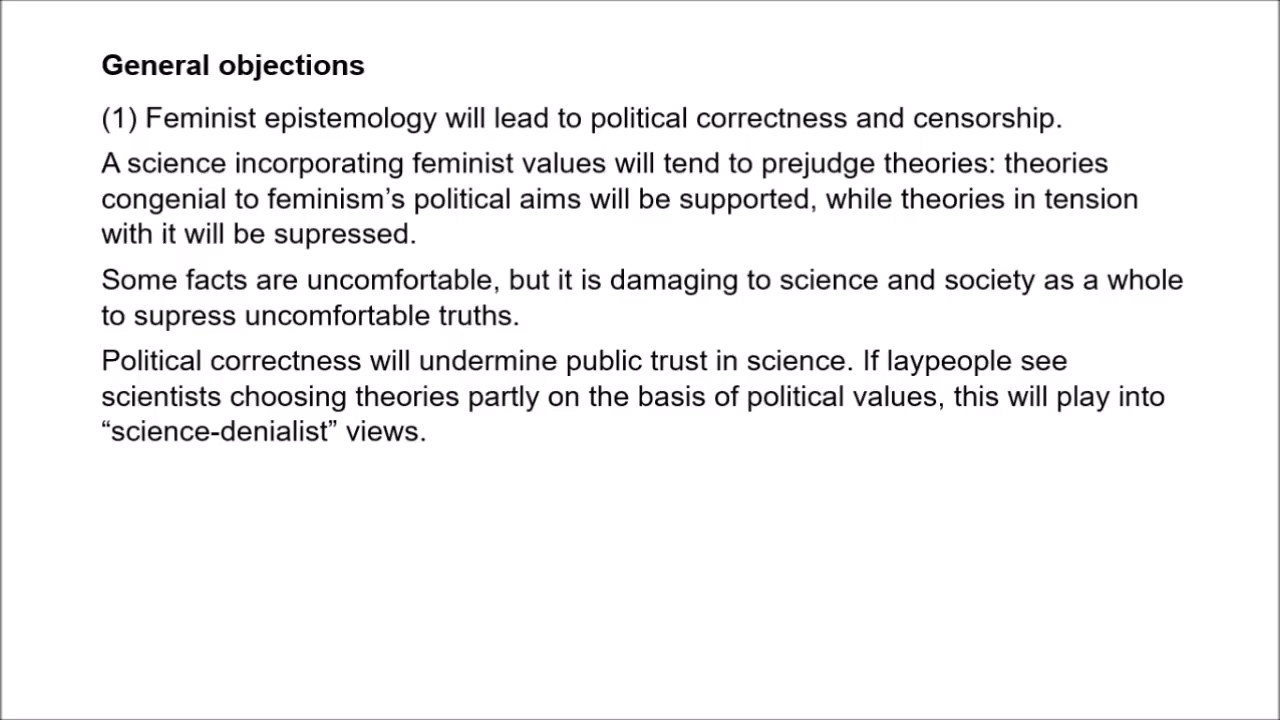 General objections
(1) Feminist epistemology will lead to political correctness and censorship.
A science incorporating feminist values will tend to prejudge theories: theories
congenial to feminism’s political aims will be supported, while theories in tension
with it will be supressed.
Some facts are uncomfortable, but it is damaging to science and society as a whole
to supress uncomfortable truths.
Political correctness will undermine public trust in science. If laypeople see
scientists choosing theories partly on the basis of political values, this will play into
“science-denialist” views.